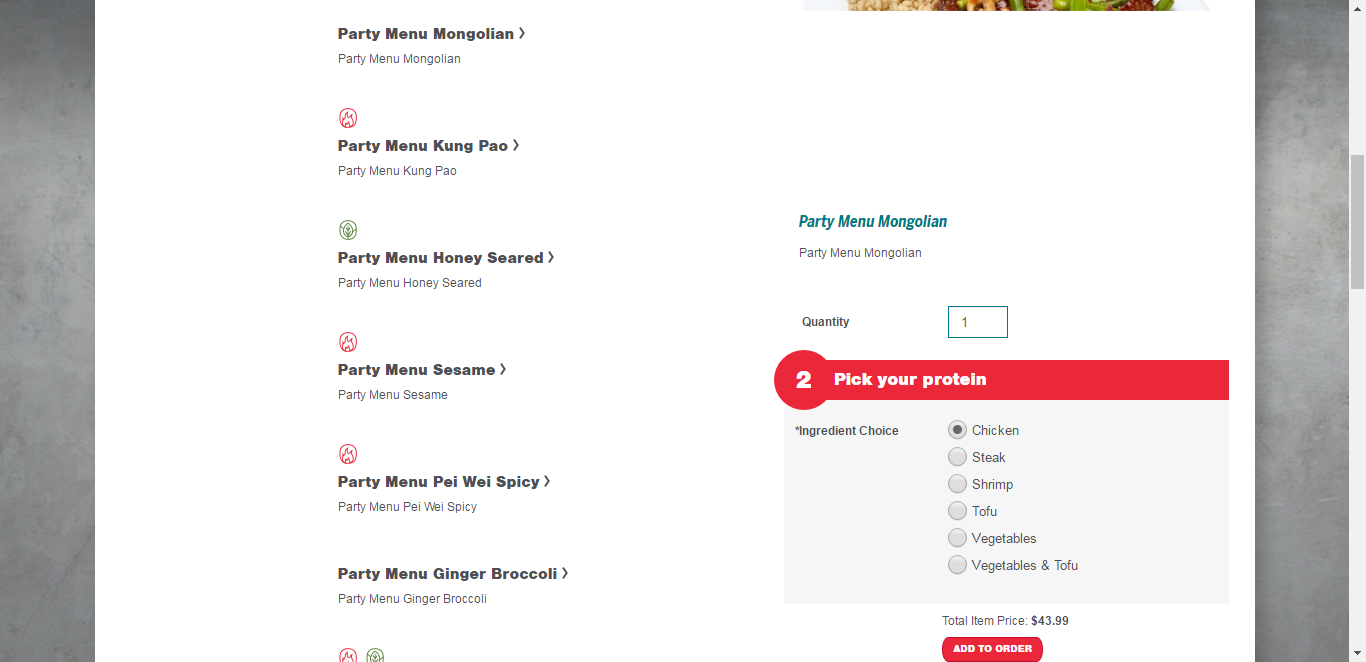 Party Menu Mongolian >
Party Menu Mongolian
Party Menu Kung Pao >
Party Menu Kung Pao
Party Menu Honey Seared >
Party Menu Honey Seared
Party Menu Sesame >
Party Menu Sesame
Party Menu Pei Wei Spicy >
Party Menu Pei Wei Spicy
Party Menu Ginger Broccoli >
Party Menu Ginger Broccoli
Party Menu Mongolian
Party Menu Mongolian
Quantity 1
2 Pick your protein
*Ingredient Choice Chicken
Steak
Shrimp
Tofu
Vegetables
Vegetables & Tofu
Total Item Price: $43.99
ADD TO ORDER